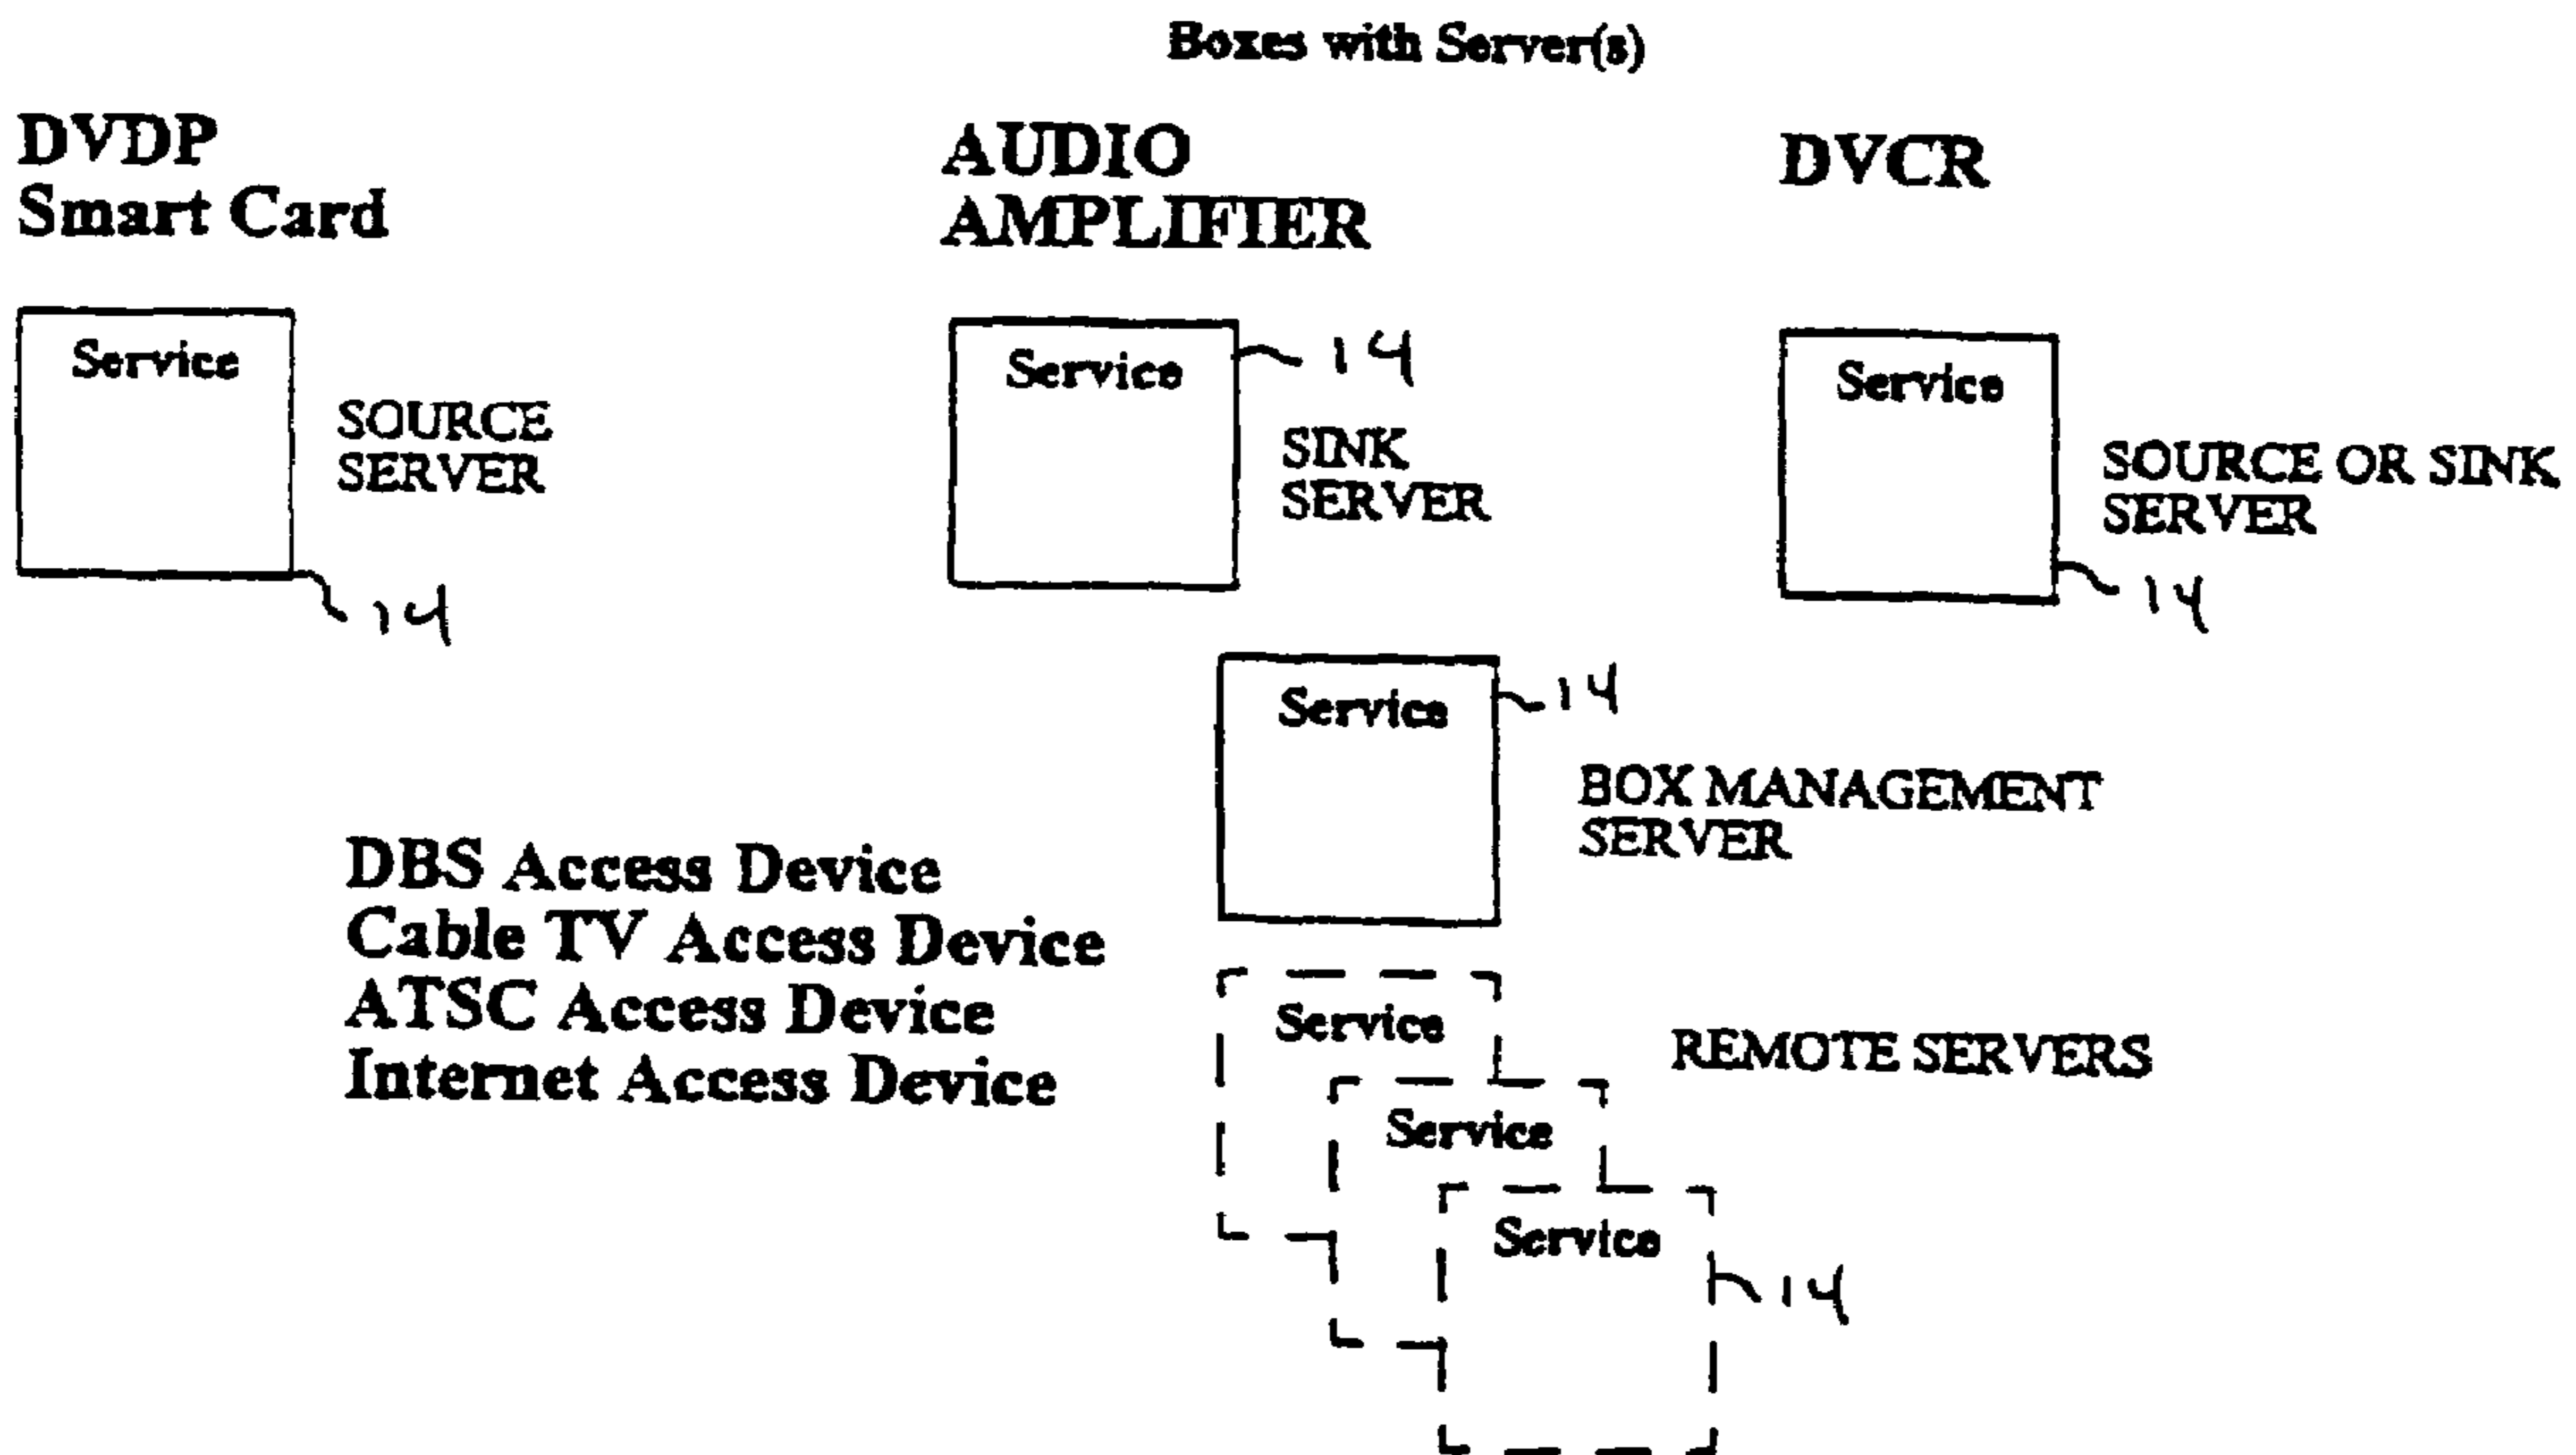 Boxes with Server(s)
DVDP
Smart Card
AUDIO
AMPLIFIER
DVCR
Service
SOURCE
SERVER
14
Service
14
SINK
SERVER
Service
SOURCE OR SINK
SERVER
14
Service
14
BOX MANAGEMENT
SERVER
DBS Access Device
Cable TV Access Device
ATSC Access Device
Internet Access Device
Service
REMOTE SERVERS
Service
Service
14